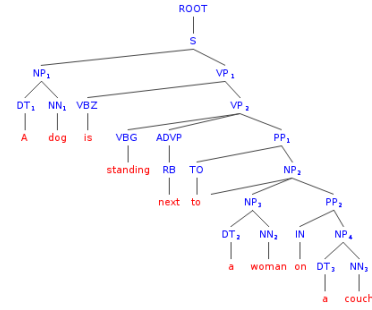 ROOT
S
NP₁ VP₁
DT₁ NN₁ VBZ VP₂
A dog is VBG ADVP PP₁
standing RB TO NP₂
next to NP₃ PP₂
DT₂ NN₂ IN NP₄
a woman on DT₃ NN₃
a couch